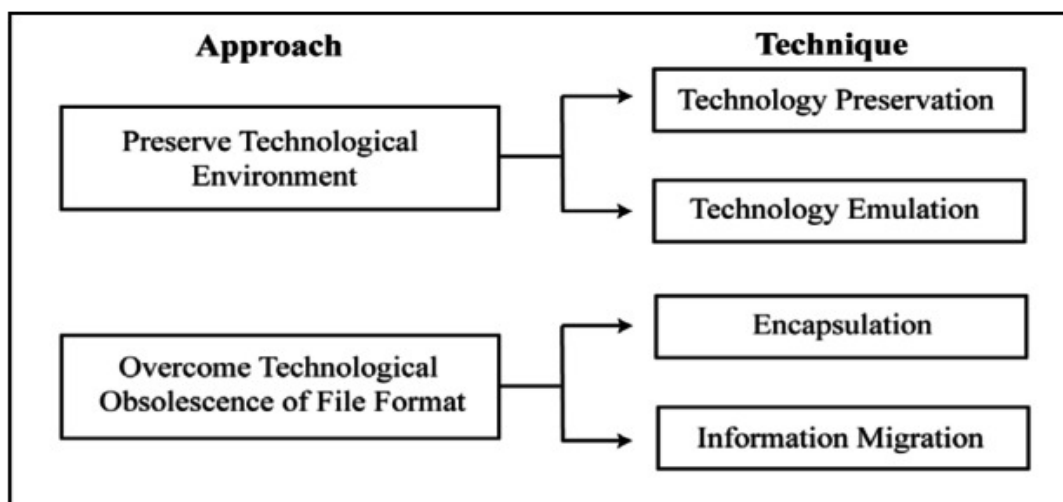 Approach
Technique
Preserve Technological
Environment
Technology Preservation
Technology Emulation
Overcome Technological
Obsolescence of File Format
Encapsulation
Information Migration